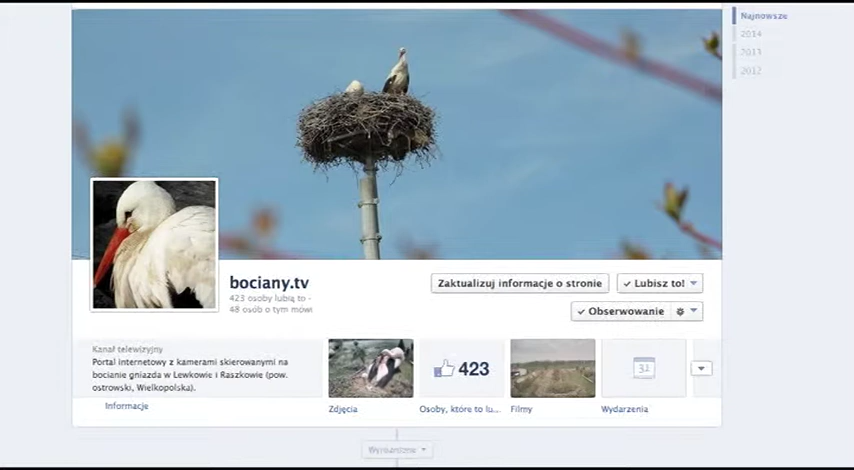 Najnowsze
2014
2013
2012
bociany.tv
423 osoby lubią to ·
48 osób o tym mówi
Zaktualizuj informacje o stronie
✓ Lubisz to!
✓ Obserwowanie
Kanał telewizyjny
Portal internetowy z kamerami skierowanymi na
bocianie gniazda w Lewkowie i Raszkowie (pow.
ostrowski, Wielkopolska).
Informacje
423
31
Zdjęcia
Osoby, które to lu...
Filmy
Wydarzenia
Wyróżnione